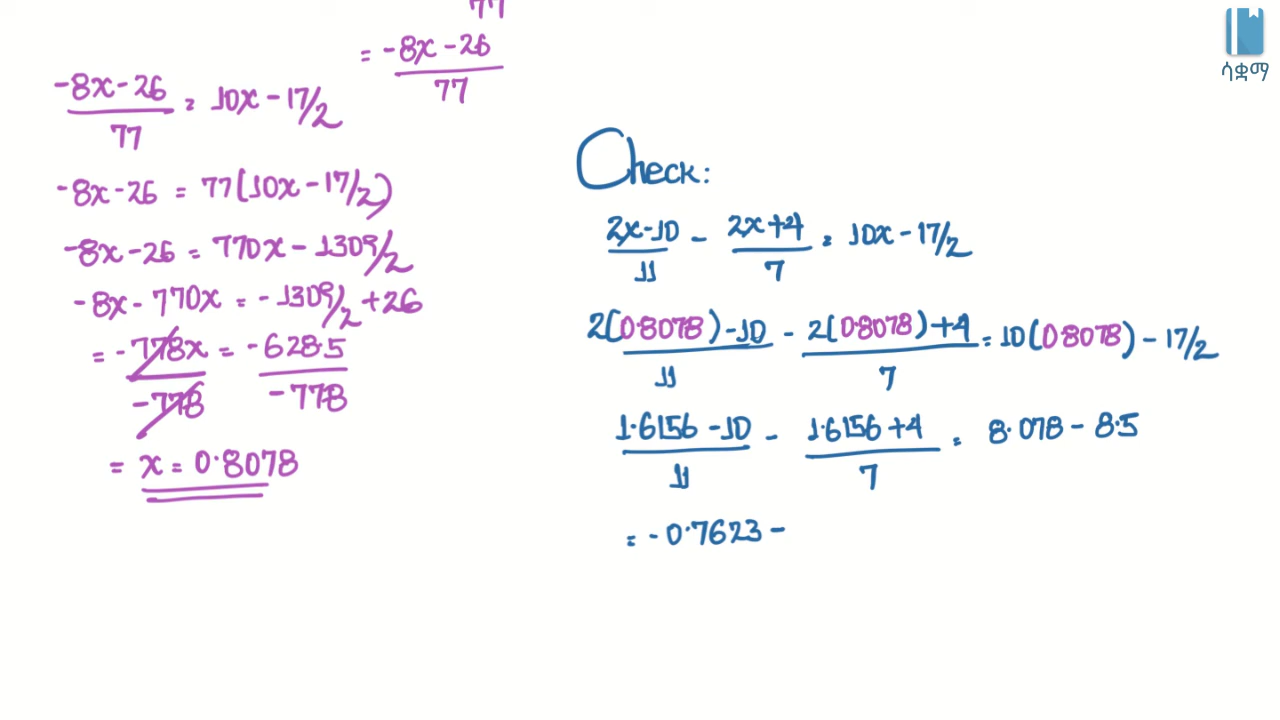 77
= -8x - 26 / 77
-8x - 26 / 77 = 10x - 17/2
-8x - 26 = 77(10x - 17/2)
-8x - 26 = 770x - 1309/2
-8x - 770x = -1309/2 + 26
= -778x / -778 = -628.5 / -778
= x = 0.8078
Check:
2x - 10 / 11 - 2x + 4 / 7 = 10x - 17/2
2(0.8078) - 10 / 11 - 2(0.8078) + 4 / 7 = 10(0.8078) - 17/2
1.6156 - 10 / 11 - 1.6156 + 4 / 7 = 8.078 - 8.5
= -0.7623 -
ሳቋማ